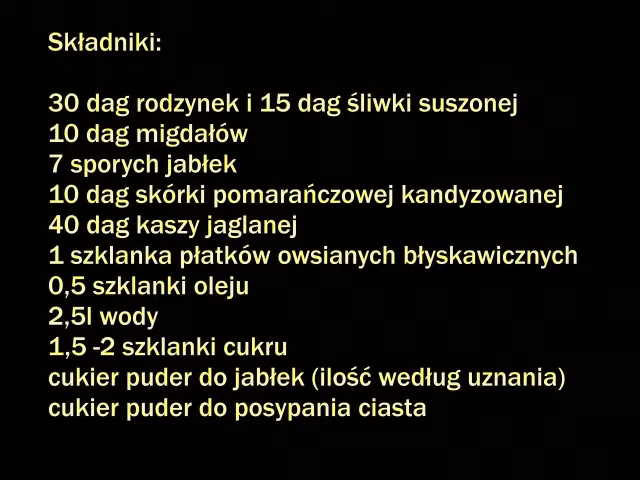 Składniki:
30 dag rodzynek i 15 dag śliwki suszonej
10 dag migdałów
7 sporych jabłek
10 dag skórki pomarańczowej kandyzowanej
40 dag kaszy jaglanej
1 szklanka płatków owsianych błyskawicznych
0,5 szklanki oleju
2,5l wody
1,5 -2 szklanki cukru
cukier puder do jabłek (ilość według uznania)
cukier puder do posypania ciasta